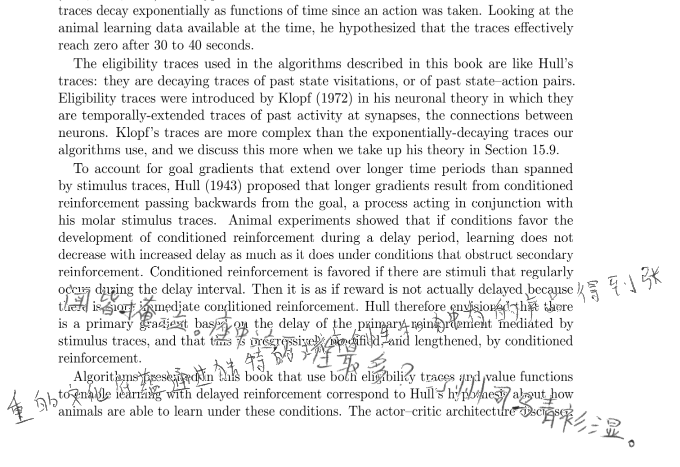 traces decay exponentially as functions of time since an action was taken. Looking at the
animal learning data available at the time, he hypothesized that the traces effectively
reach zero after 30 to 40 seconds.
The eligibility traces used in the algorithms described in this book are like Hull's
traces: they are decaying traces of past state visitations, or of past state–action pairs.
Eligibility traces were introduced by Klopf (1972) in his neuronal theory in which they
are temporally-extended traces of past activity at synapses, the connections between
neurons. Klopf's traces are more complex than the exponentially-decaying traces our
algorithms use, and we discuss this more when we take up his theory in Section 15.9.
To account for goal gradients that extend over longer time periods than spanned
by stimulus traces, Hull (1943) proposed that longer gradients result from conditioned
reinforcement passing backwards from the goal, a process acting in conjunction with
his molar stimulus traces. Animal experiments showed that if conditions favor the
development of conditioned reinforcement during a delay period, learning does not
decrease with increased delay as much as it does under conditions that obstruct secondary
reinforcement. Conditioned reinforcement is favored if there are stimuli that regularly
occur during the delay interval. Then it is as if reward is not actually delayed because
there is more immediate conditioned reinforcement. Hull therefore envisioned that there
is a primary gradient based on the delay of the primary reinforcement mediated by
stimulus traces, and that this is progressively modified, and lengthened, by conditioned
reinforcement.
Algorithms presented in this book that use both eligibility traces and value functions
to enable learning with delayed reinforcement correspond to Hull's hypothesis about how
animals are able to learn under these conditions. The actor–critic architecture discussed
得到张
最多？江州司马青衫湿。
重的文化